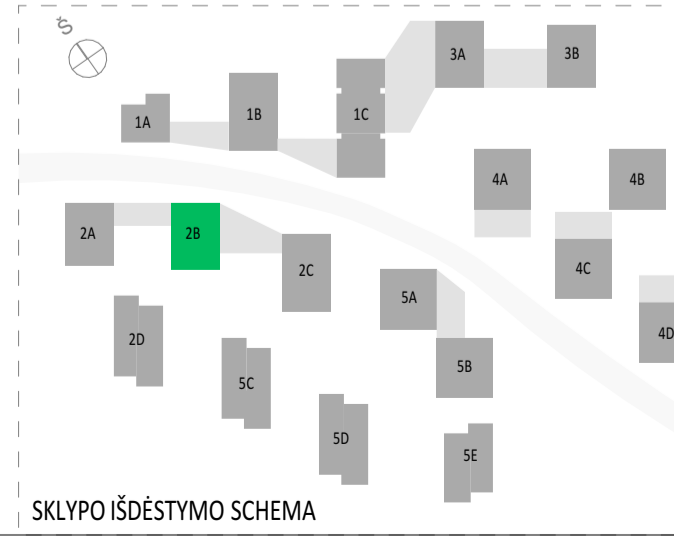 Š
3A
3B
1A
1B
1C
4A
4B
2A
2B
2C
4C
5A
2D
4D
5B
5C
5D
5E
SKLYPO IŠDĖSTYMO SCHEMA